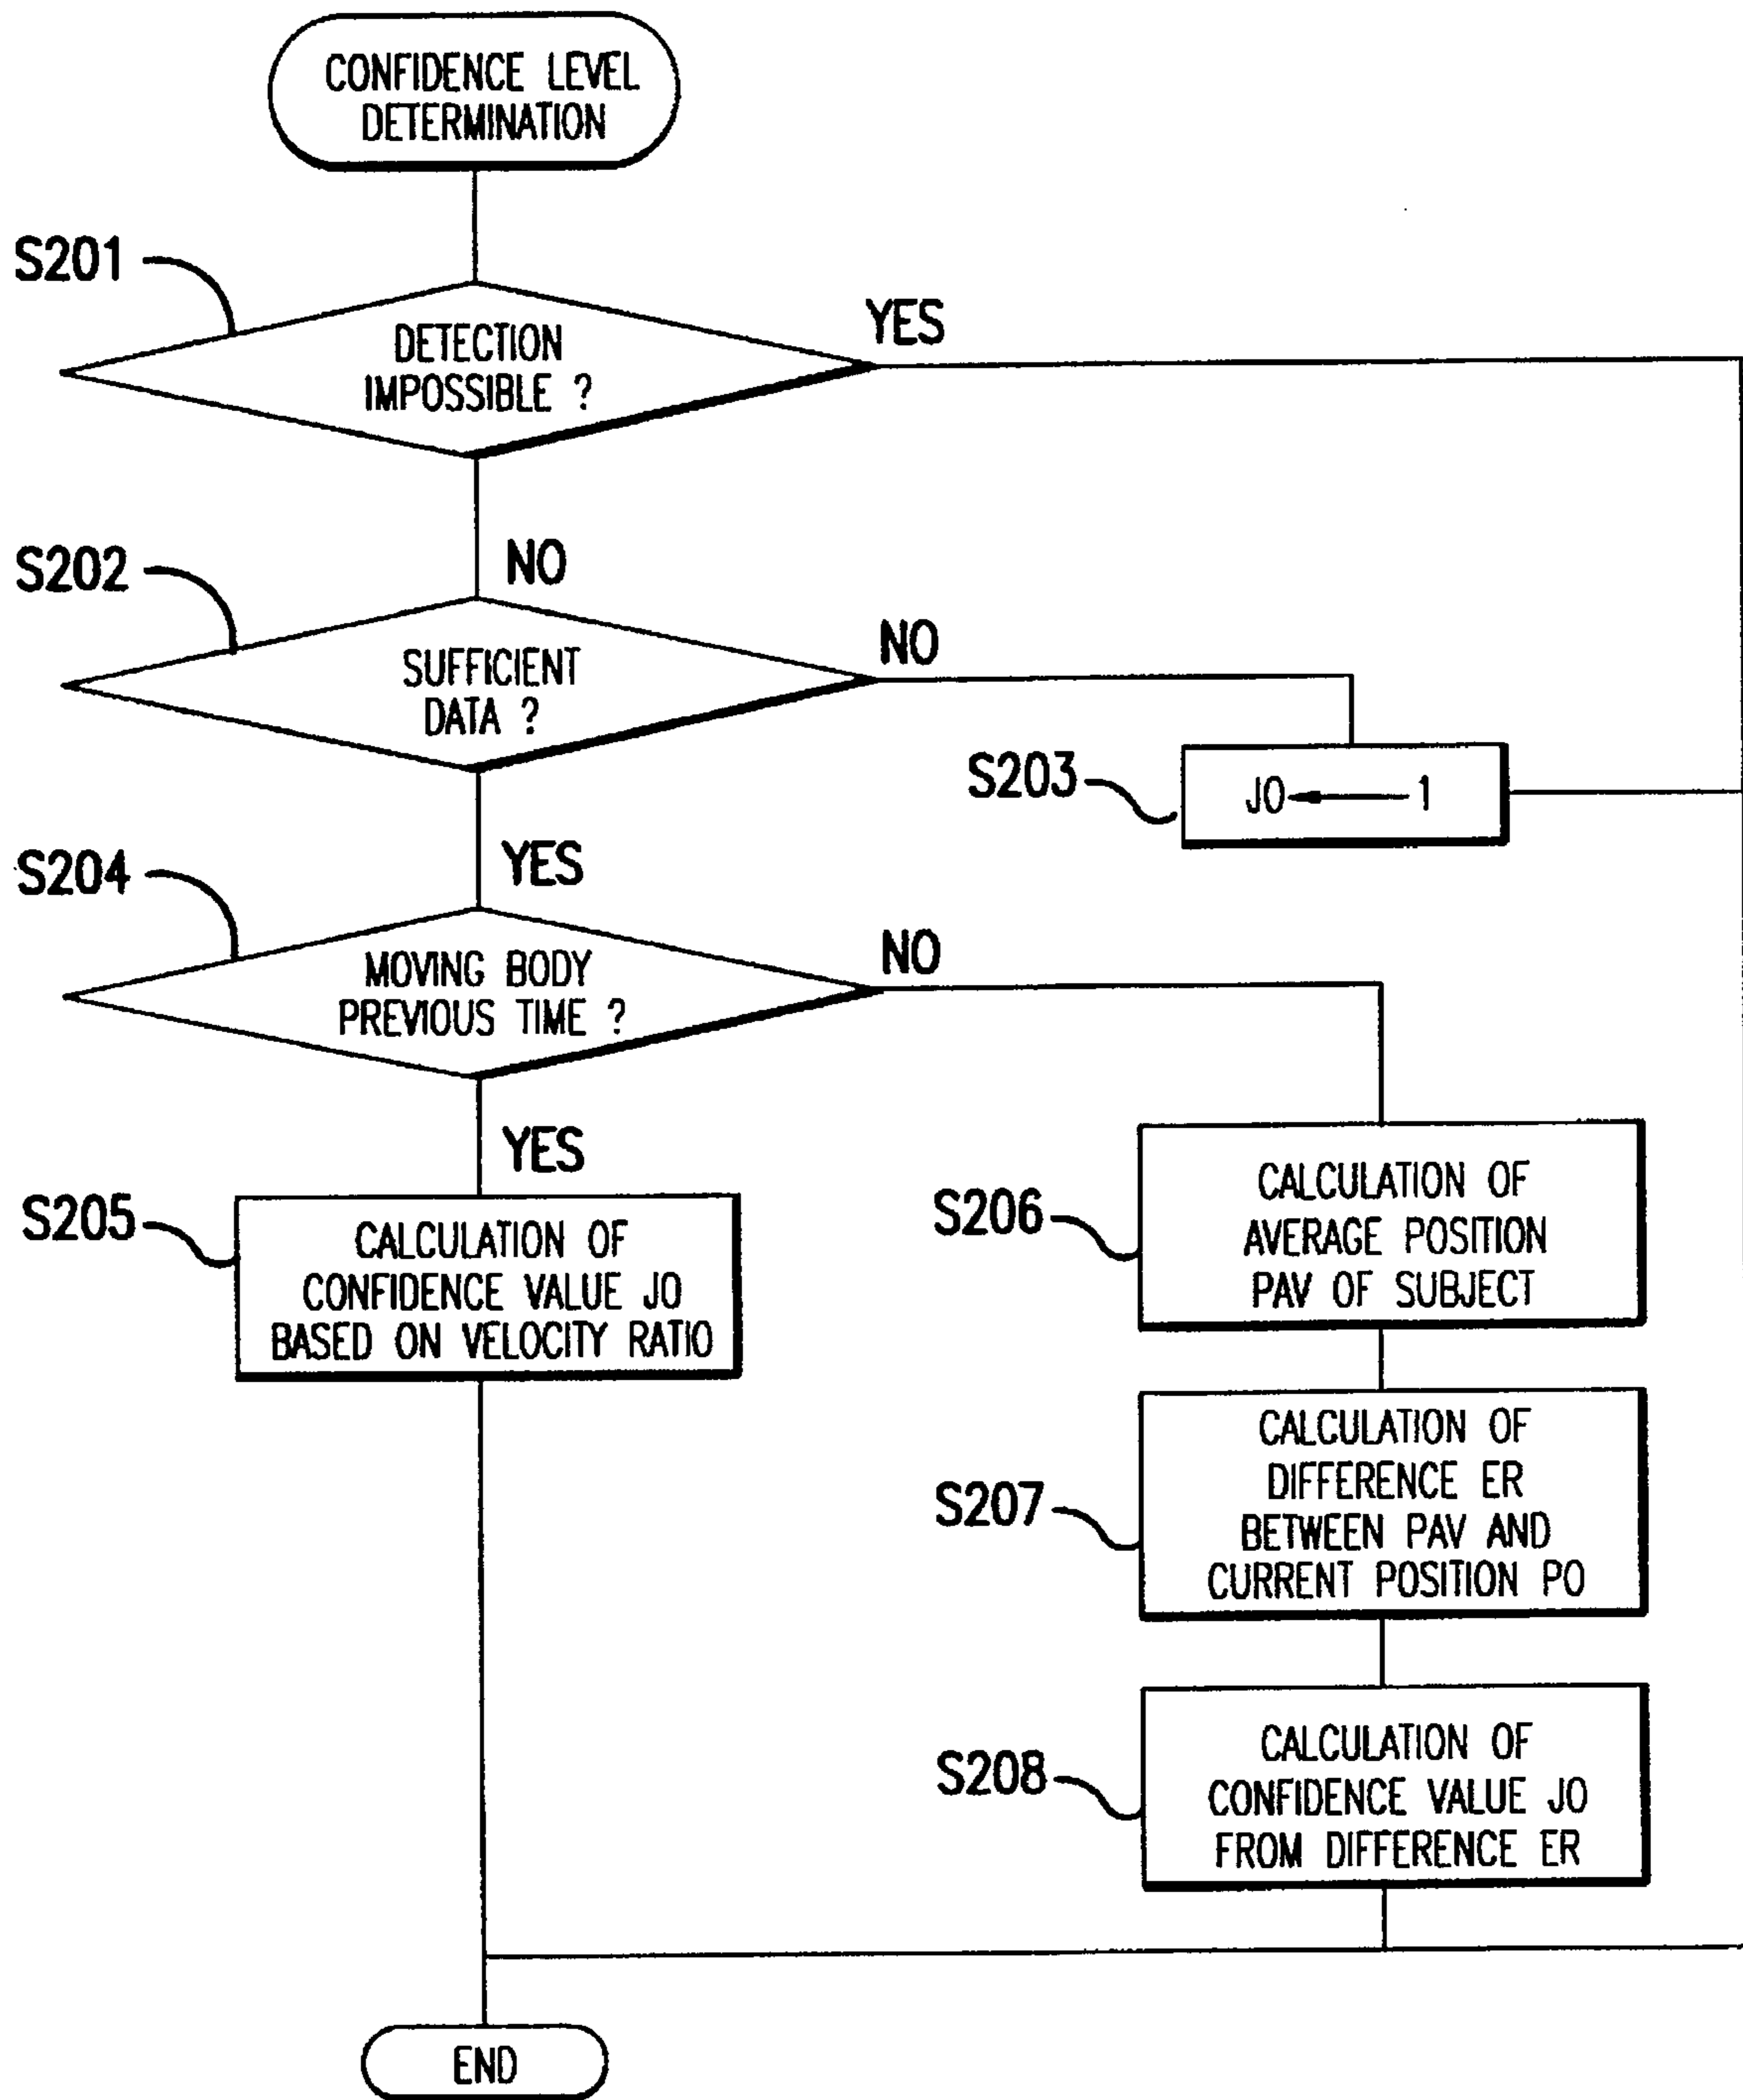 CONFIDENCE LEVEL
DETERMINATION
S201
DETECTION
IMPOSSIBLE ?
YES
NO
S202
SUFFICIENT
DATA ?
NO
S203
J0 ← 1
YES
S204
MOVING BODY
PREVIOUS TIME ?
NO
YES
S205
CALCULATION OF
CONFIDENCE VALUE J0
BASED ON VELOCITY RATIO
S206
CALCULATION OF
AVERAGE POSITION
PAV OF SUBJECT
S207
CALCULATION OF
DIFFERENCE ER
BETWEEN PAV AND
CURRENT POSITION P0
S208
CALCULATION OF
CONFIDENCE VALUE J0
FROM DIFFERENCE ER
END